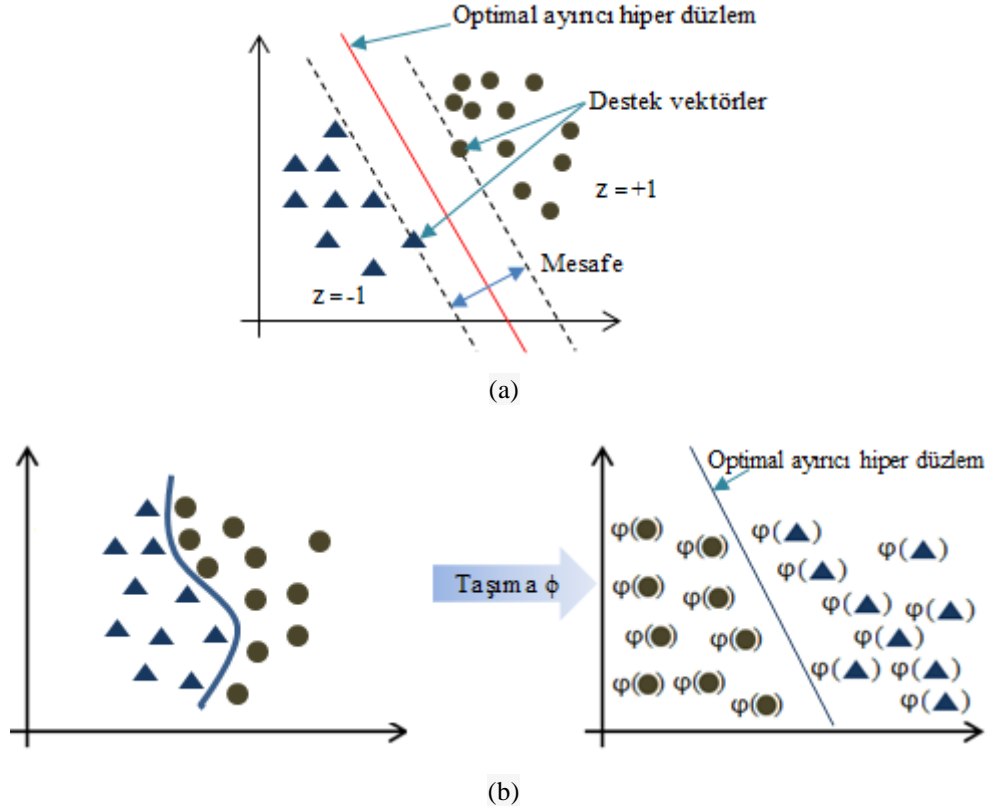 Optimal ayırıcı hiper düzlem
Destek vektörler
z = +1
Mesafe
z = -1
(a)
Optimal ayırıcı hiper düzlem
Taşıma ϕ
φ(●) φ(●) φ(▲) φ(▲)
φ(●) φ(●) φ(▲) φ(▲) φ(▲)
φ(●) φ(●) φ(▲)
φ(●) φ(●) φ(●) φ(▲) φ(▲) φ(▲)
(b)